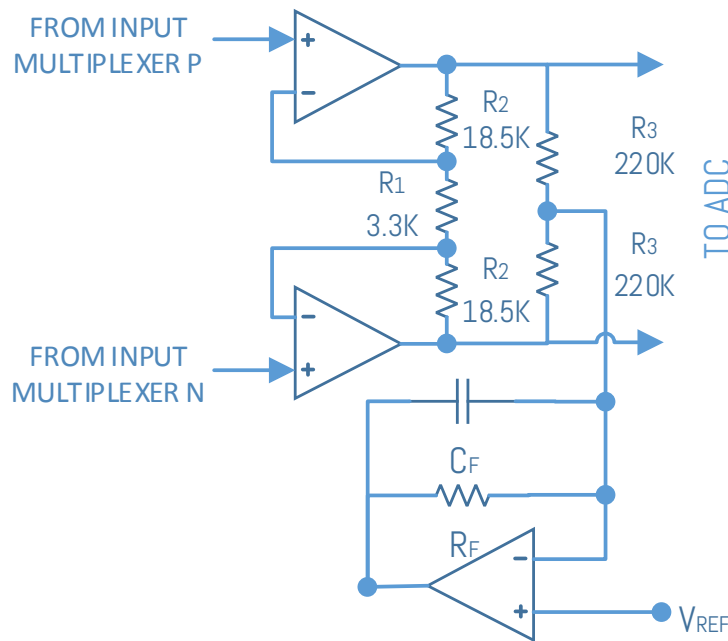 FROM INPUT
MULTIPLEXER P
+
-
R2
18.5K
R3
220K
R1
3.3K
TO ADC
R2
18.5K
R3
220K
-
+
FROM INPUT
MULTIPLEXER N
CF
RF
-
+
VREF